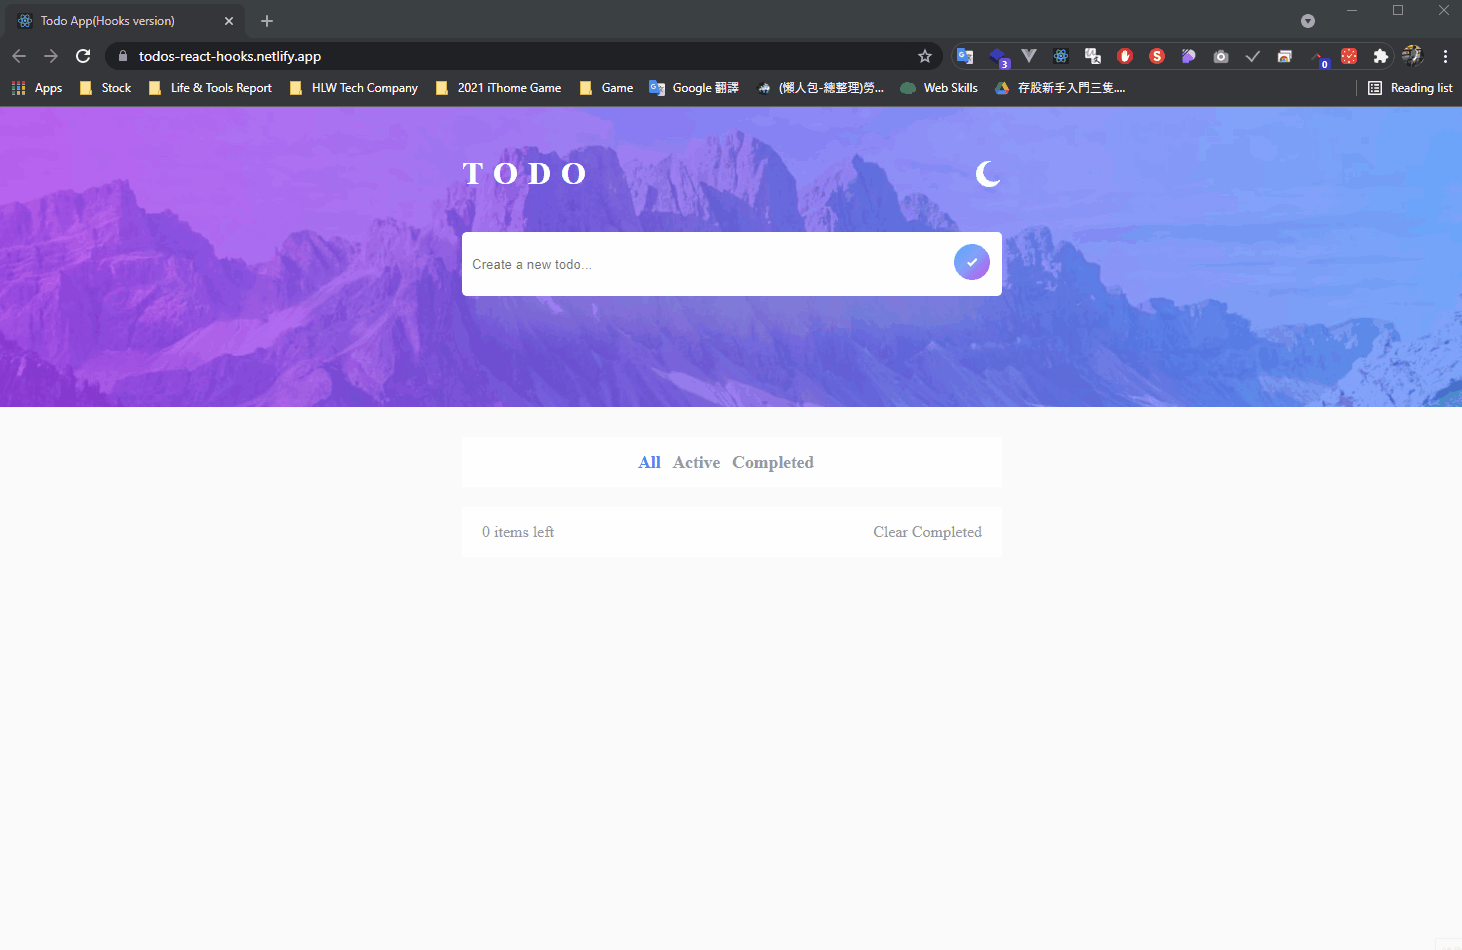 Todo App(Hooks version)
todos-react-hooks.netlify.app
3
S
0
Apps Stock Life & Tools Report HLW Tech Company 2021 iThome Game Game Google 翻譯 (懶人包-總整理)勞... Web Skills 存股新手入門三隻.... Reading list
TODO
Create a new todo...
All Active Completed
0 items left Clear Completed